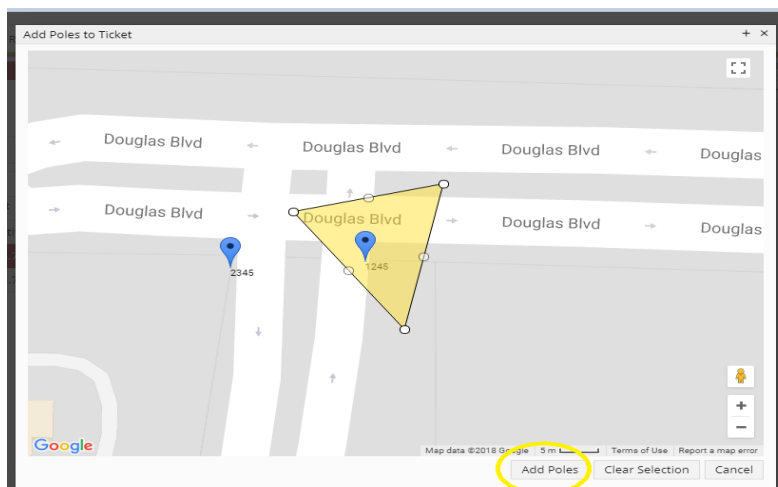 Add Poles to Ticket + ×
Douglas Blvd Douglas Blvd Douglas Blvd Douglas
Douglas Blvd Douglas Blvd Douglas Blvd Douglas
2345 1245
+
−
Google Map data ©2018 Google 5 m Terms of Use Report a map error
Add Poles Clear Selection Cancel